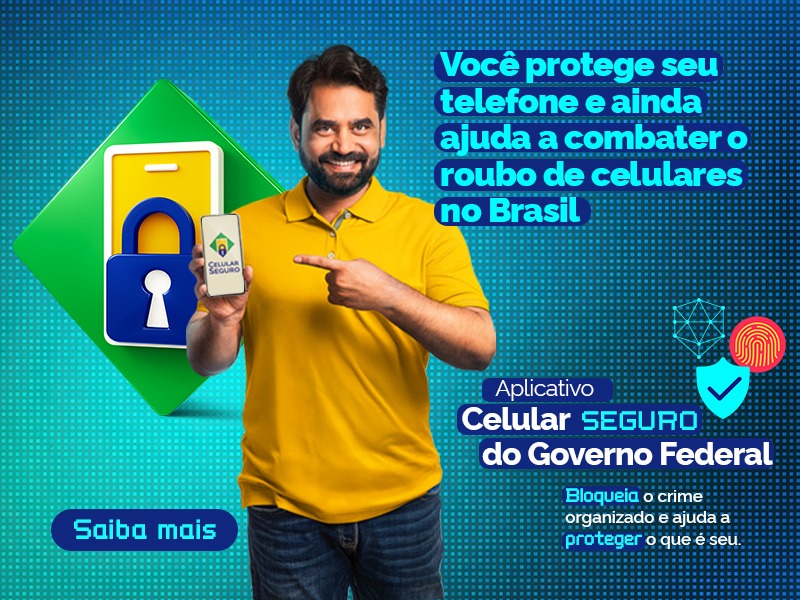 Você protege seu
telefone e ainda
ajuda a combater o
roubo de celulares
no Brasil
CELULAR
SEGURO
Aplicativo
Celular SEGURO
do Governo Federal
Bloqueia o crime
organizado e ajuda a
proteger o que é seu.
Saiba mais